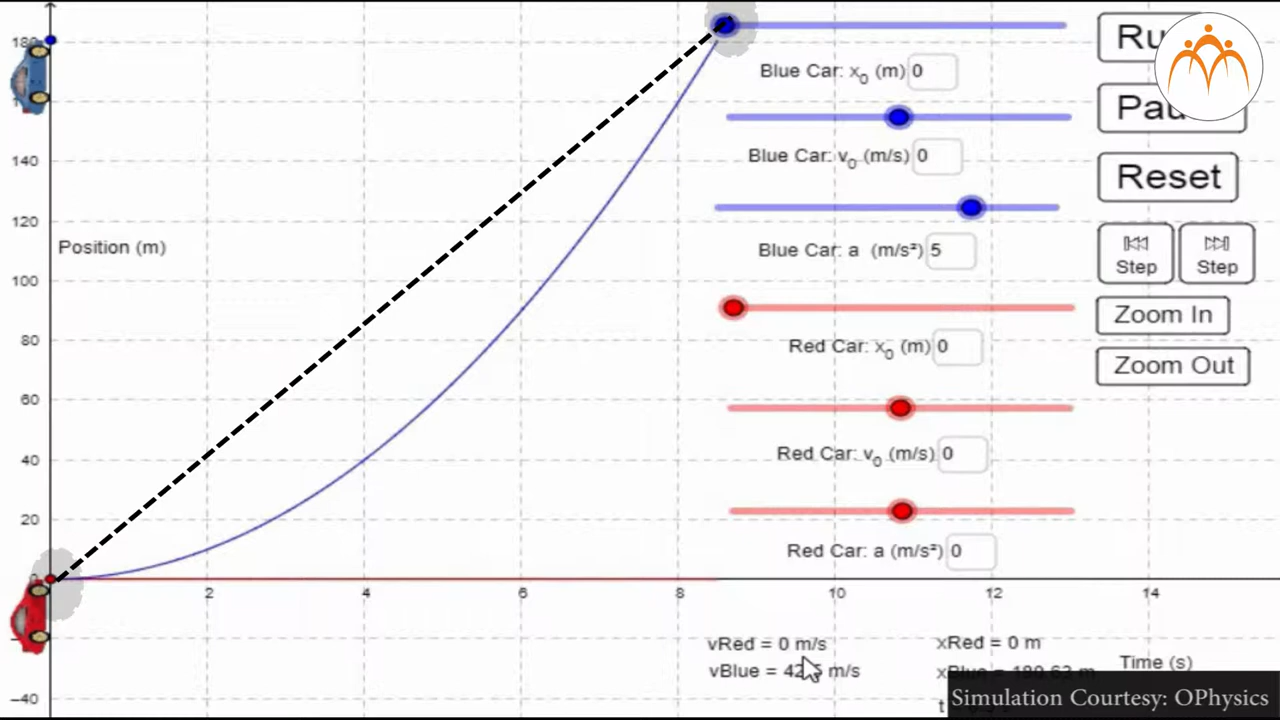 180
Blue Car: x0 (m) 0
140
Blue Car: v0 (m/s) 0
Reset
120
Position (m)
Blue Car: a (m/s²) 5
Step
Step
100
Zoom In
80
Red Car: x0 (m) 0
Zoom Out
60
40
Red Car: v0 (m/s) 0
20
Red Car: a (m/s²) 0
0
2
4
6
8
10
12
14
vRed = 0 m/s
xRed = 0 m
vBlue = m/s
Time (s)
−40
Simulation Courtesy: OPhysics